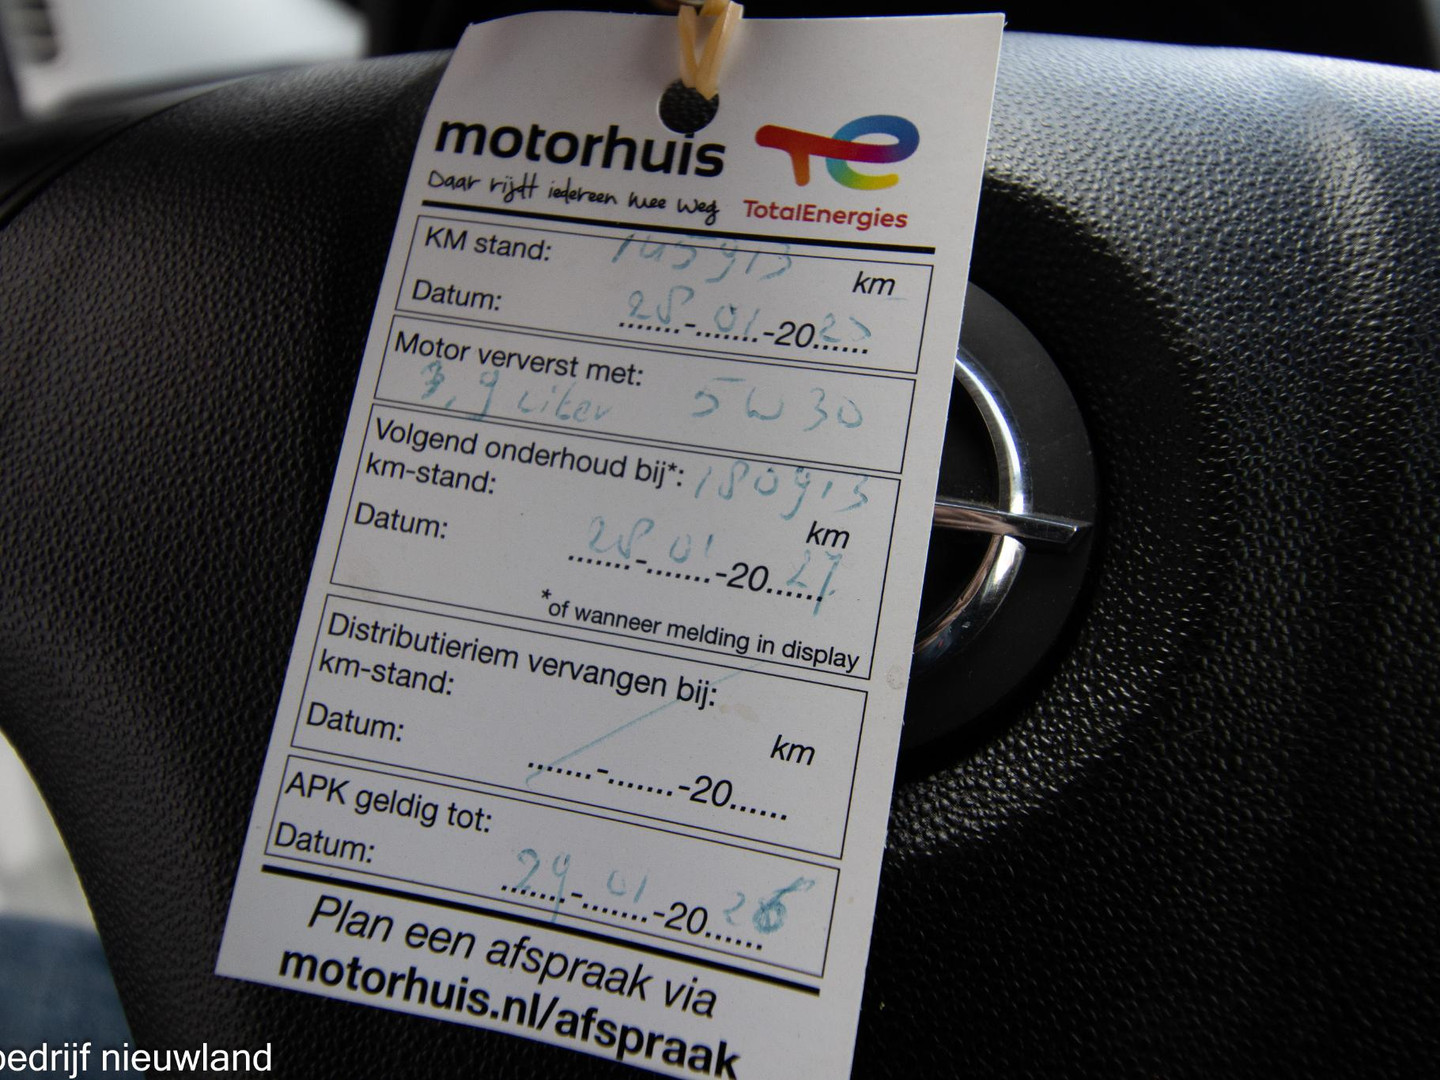 motorhuis
Daar rijdt iedereen mee weg
TotalEnergies
KM stand: 145913 km
Datum: 28-01-20
Motor ververst met:
3,9 Liter 5W30
Volgend onderhoud bij*: 180913
km-stand: km
Datum: 28-01-2027
*of wanneer melding in display
Distributieriem vervangen bij:
km-stand: km
Datum: .......-.......-20......
APK geldig tot:
Datum: 29-01-2026
Plan een afspraak via
motorhuis.nl/afspraak
bedrijf nieuwland